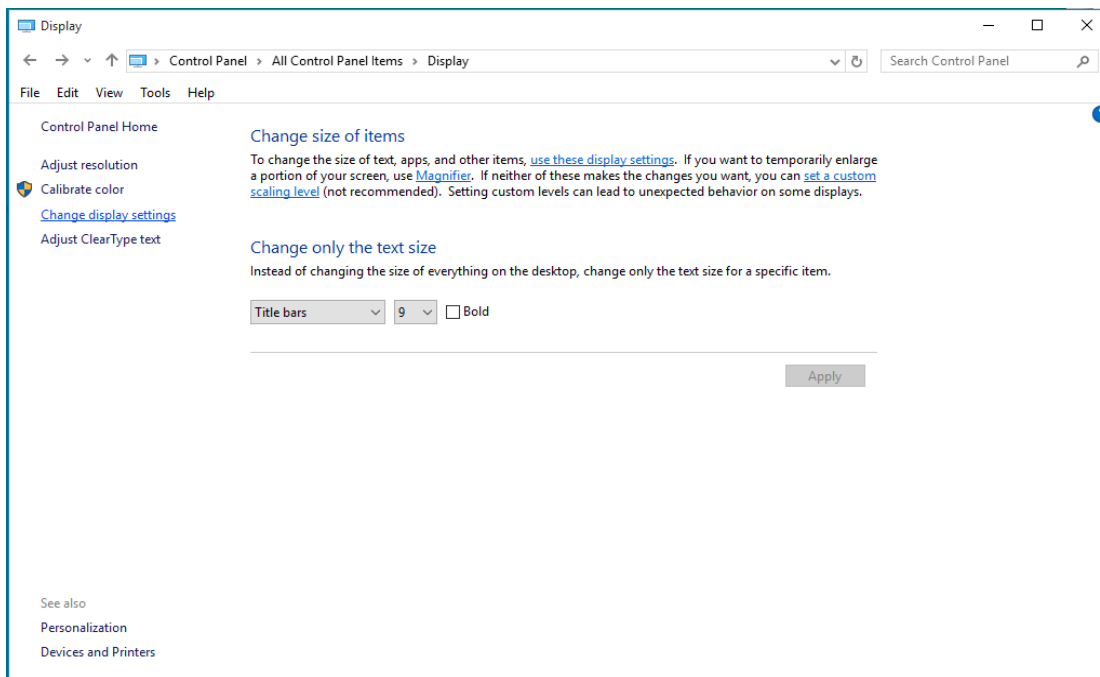 Display
Control Panel > All Control Panel Items > Display
Search Control Panel
File Edit View Tools Help
Control Panel Home
Adjust resolution
Calibrate color
Change display settings
Adjust ClearType text
Change size of items
To change the size of text, apps, and other items, use these display settings. If you want to temporarily enlarge
a portion of your screen, use Magnifier. If neither of these makes the changes you want, you can set a custom
scaling level (not recommended). Setting custom levels can lead to unexpected behavior on some displays.
Change only the text size
Instead of changing the size of everything on the desktop, change only the text size for a specific item.
Title bars 9 Bold
Apply
See also
Personalization
Devices and Printers